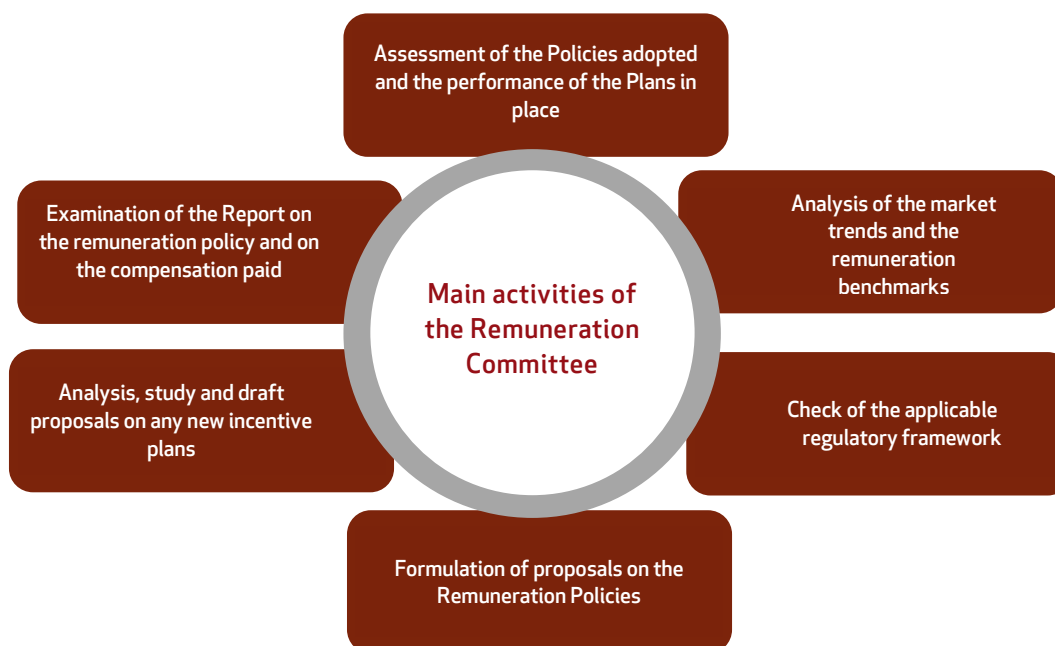 Assessment of the Policies adopted
and the performance of the Plans in
place
Analysis of the market
trends and the
remuneration
benchmarks
Check of the applicable
regulatory framework
Formulation of proposals on the
Remuneration Policies
Analysis, study and draft
proposals on any new incentive
plans
Examination of the Report on
the remuneration policy and on
the compensation paid
Main activities of
the Remuneration
Committee